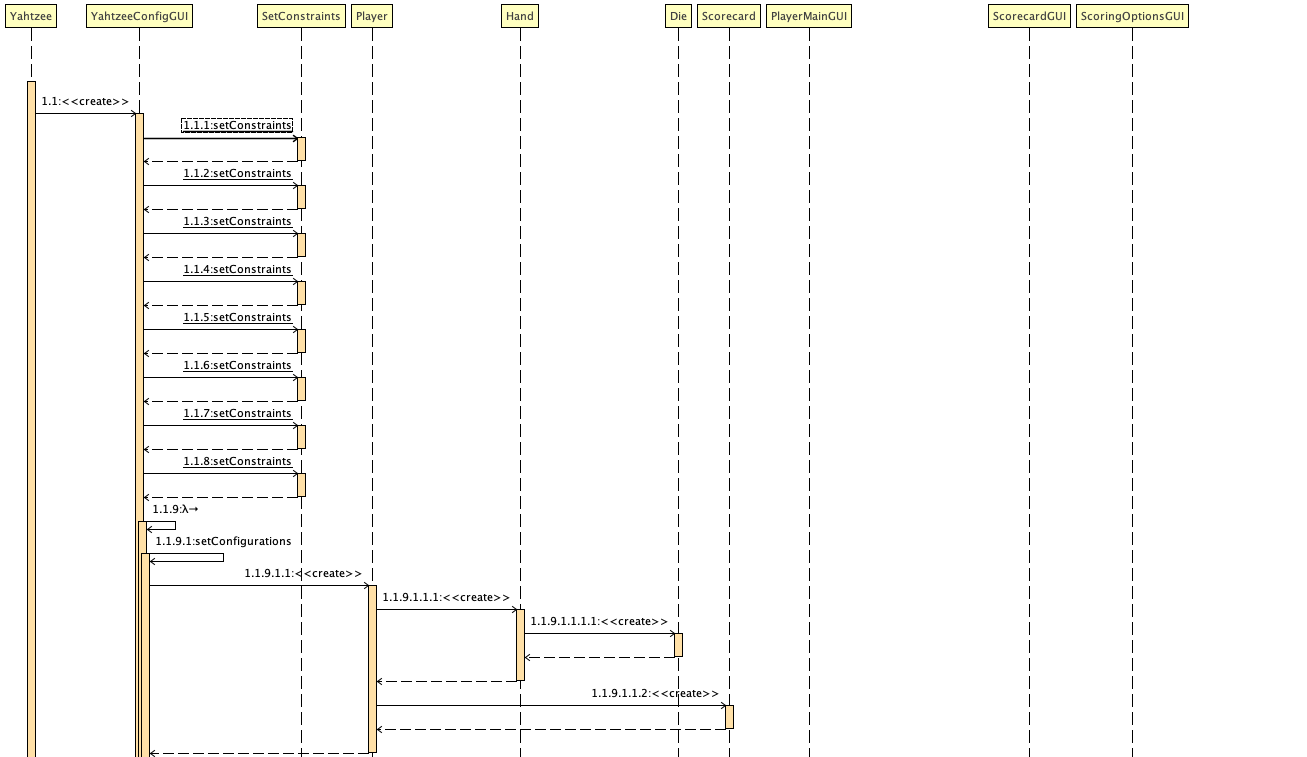 Yahtzee YahtzeeConfigGUI SetConstraints Player Hand Die Scorecard PlayerMainGUI ScorecardGUI ScoringOptionsGUI
1.1:<<create>>
1.1.1:setConstraints
1.1.2:setConstraints
1.1.3:setConstraints
1.1.4:setConstraints
1.1.5:setConstraints
1.1.6:setConstraints
1.1.7:setConstraints
1.1.8:setConstraints
1.1.9:λ→
1.1.9.1:setConfigurations
1.1.9.1.1:<<create>>
1.1.9.1.1.1:<<create>>
1.1.9.1.1.1.1:<<create>>
1.1.9.1.1.2:<<create>>